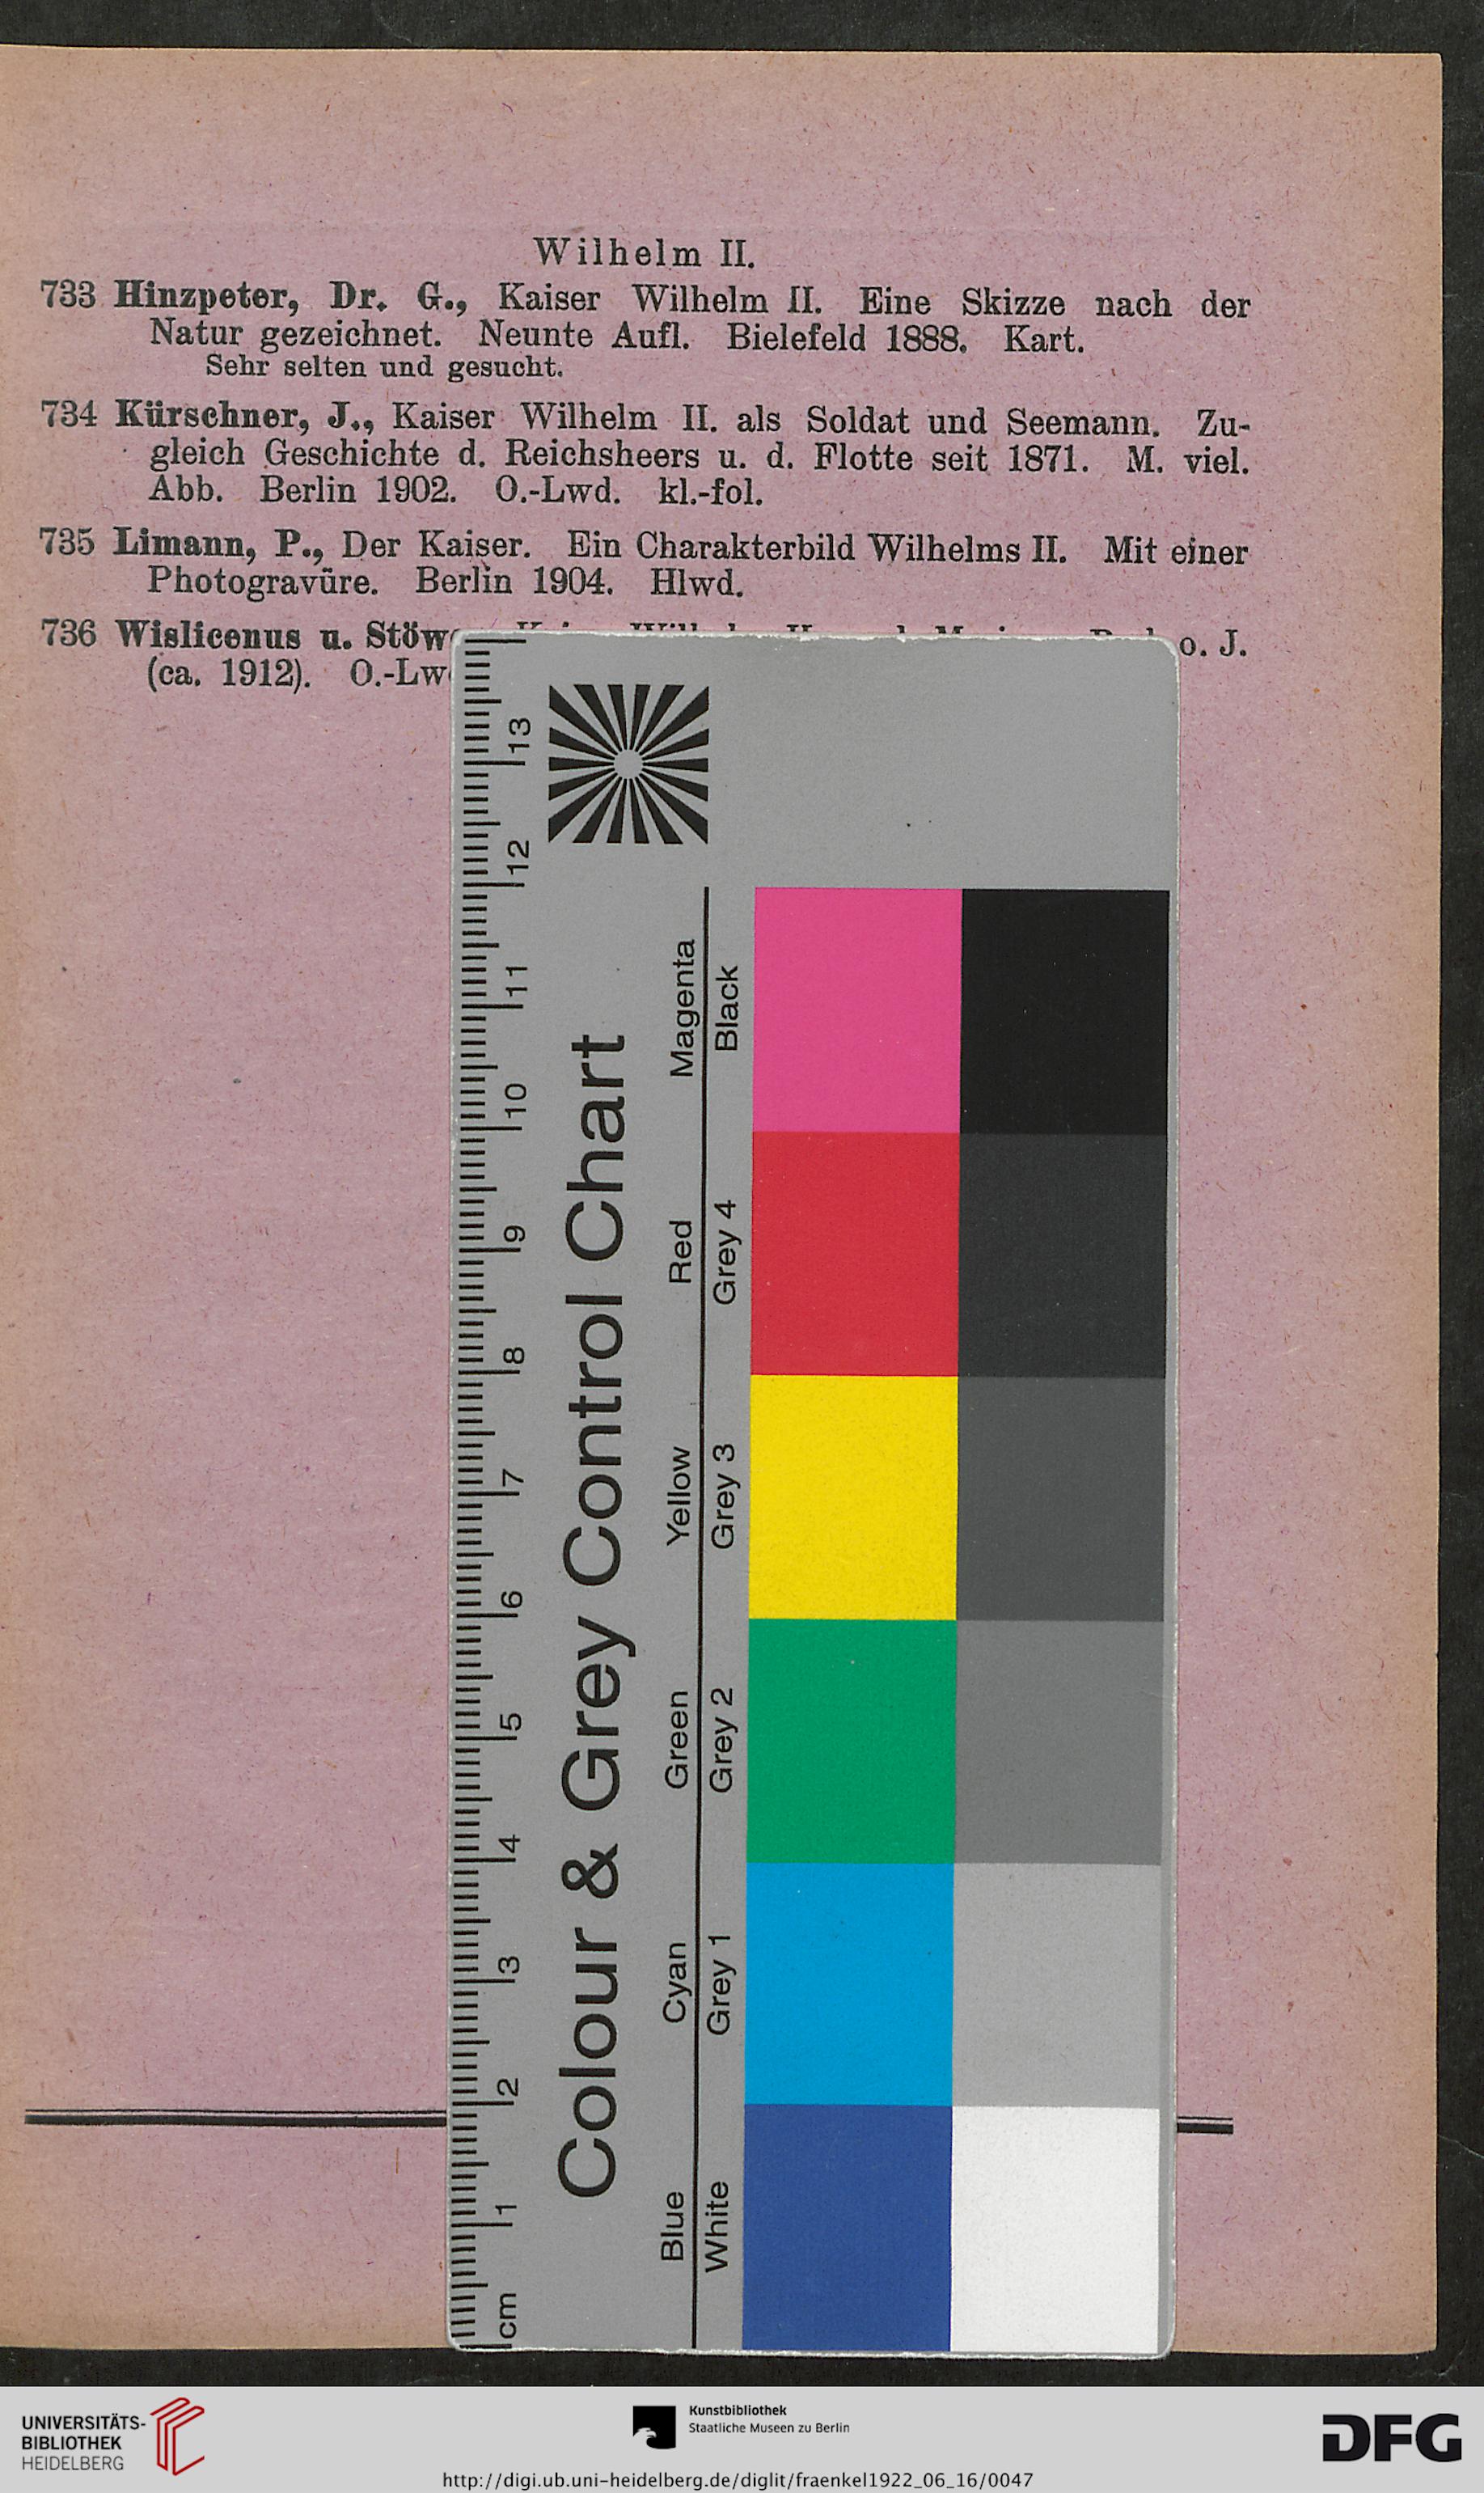 Wilhelm II.
733 Hinzpeter, Dr. G., Kaiser Wilhelm II. Eine Skizze nach der
Natur gezeichnet. Neunte Aufl. Bielefeld 1888. Kart.
Sehr selten und gesucht.
734 Kürschner, J., Kaiser Wilhelm II. als Soldat und Seemann. Zu-
gleich Geschichte d. Reichsheers u. d. Flotte seit 1871. M. viel.
Abb. Berlin 1902. O.-Lwd. kl.-fol.
735 Limann, P., Der Kaiser. Ein Charakterbild Wilhelms II. Mit einer
Photogravüre. Berlin 1904. Hlwd.
736 Wislicenus u. o. J.
(ca. 1912).
13
12
11
10
9
8
7
6
5
4
3
2
1
cm
Colour & Grey Control Chart
Blue Cyan Green Yellow Red Magenta
White Grey 1 Grey 2 Grey 3 Grey 4 Black
UNIVERSITÄTS-
BIBLIOTHEK
HEIDELBERG
Kunstbibliothek
Staatliche Museen zu Berlin
DFG
http://digi.ub.uni-heidelberg.de/diglit/fraenkel1922_06_16/0047